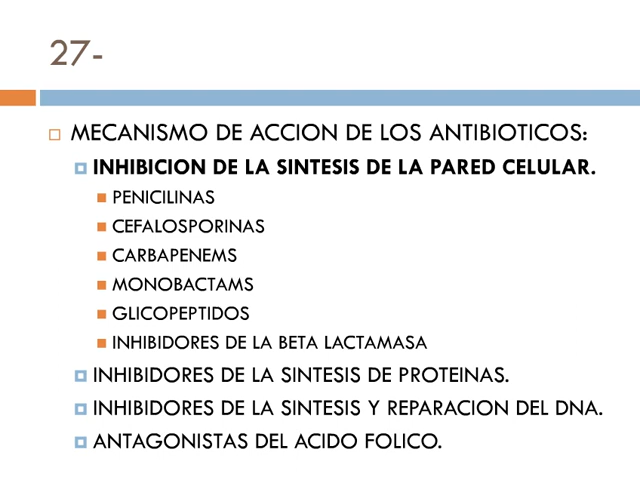 27-
MECANISMO DE ACCION DE LOS ANTIBIOTICOS:
INHIBICION DE LA SINTESIS DE LA PARED CELULAR.
PENICILINAS
CEFALOSPORINAS
CARBAPENEMS
MONOBACTAMS
GLICOPEPTIDOS
INHIBIDORES DE LA BETA LACTAMASA
INHIBIDORES DE LA SINTESIS DE PROTEINAS.
INHIBIDORES DE LA SINTESIS Y REPARACION DEL DNA.
ANTAGONISTAS DEL ACIDO FOLICO.